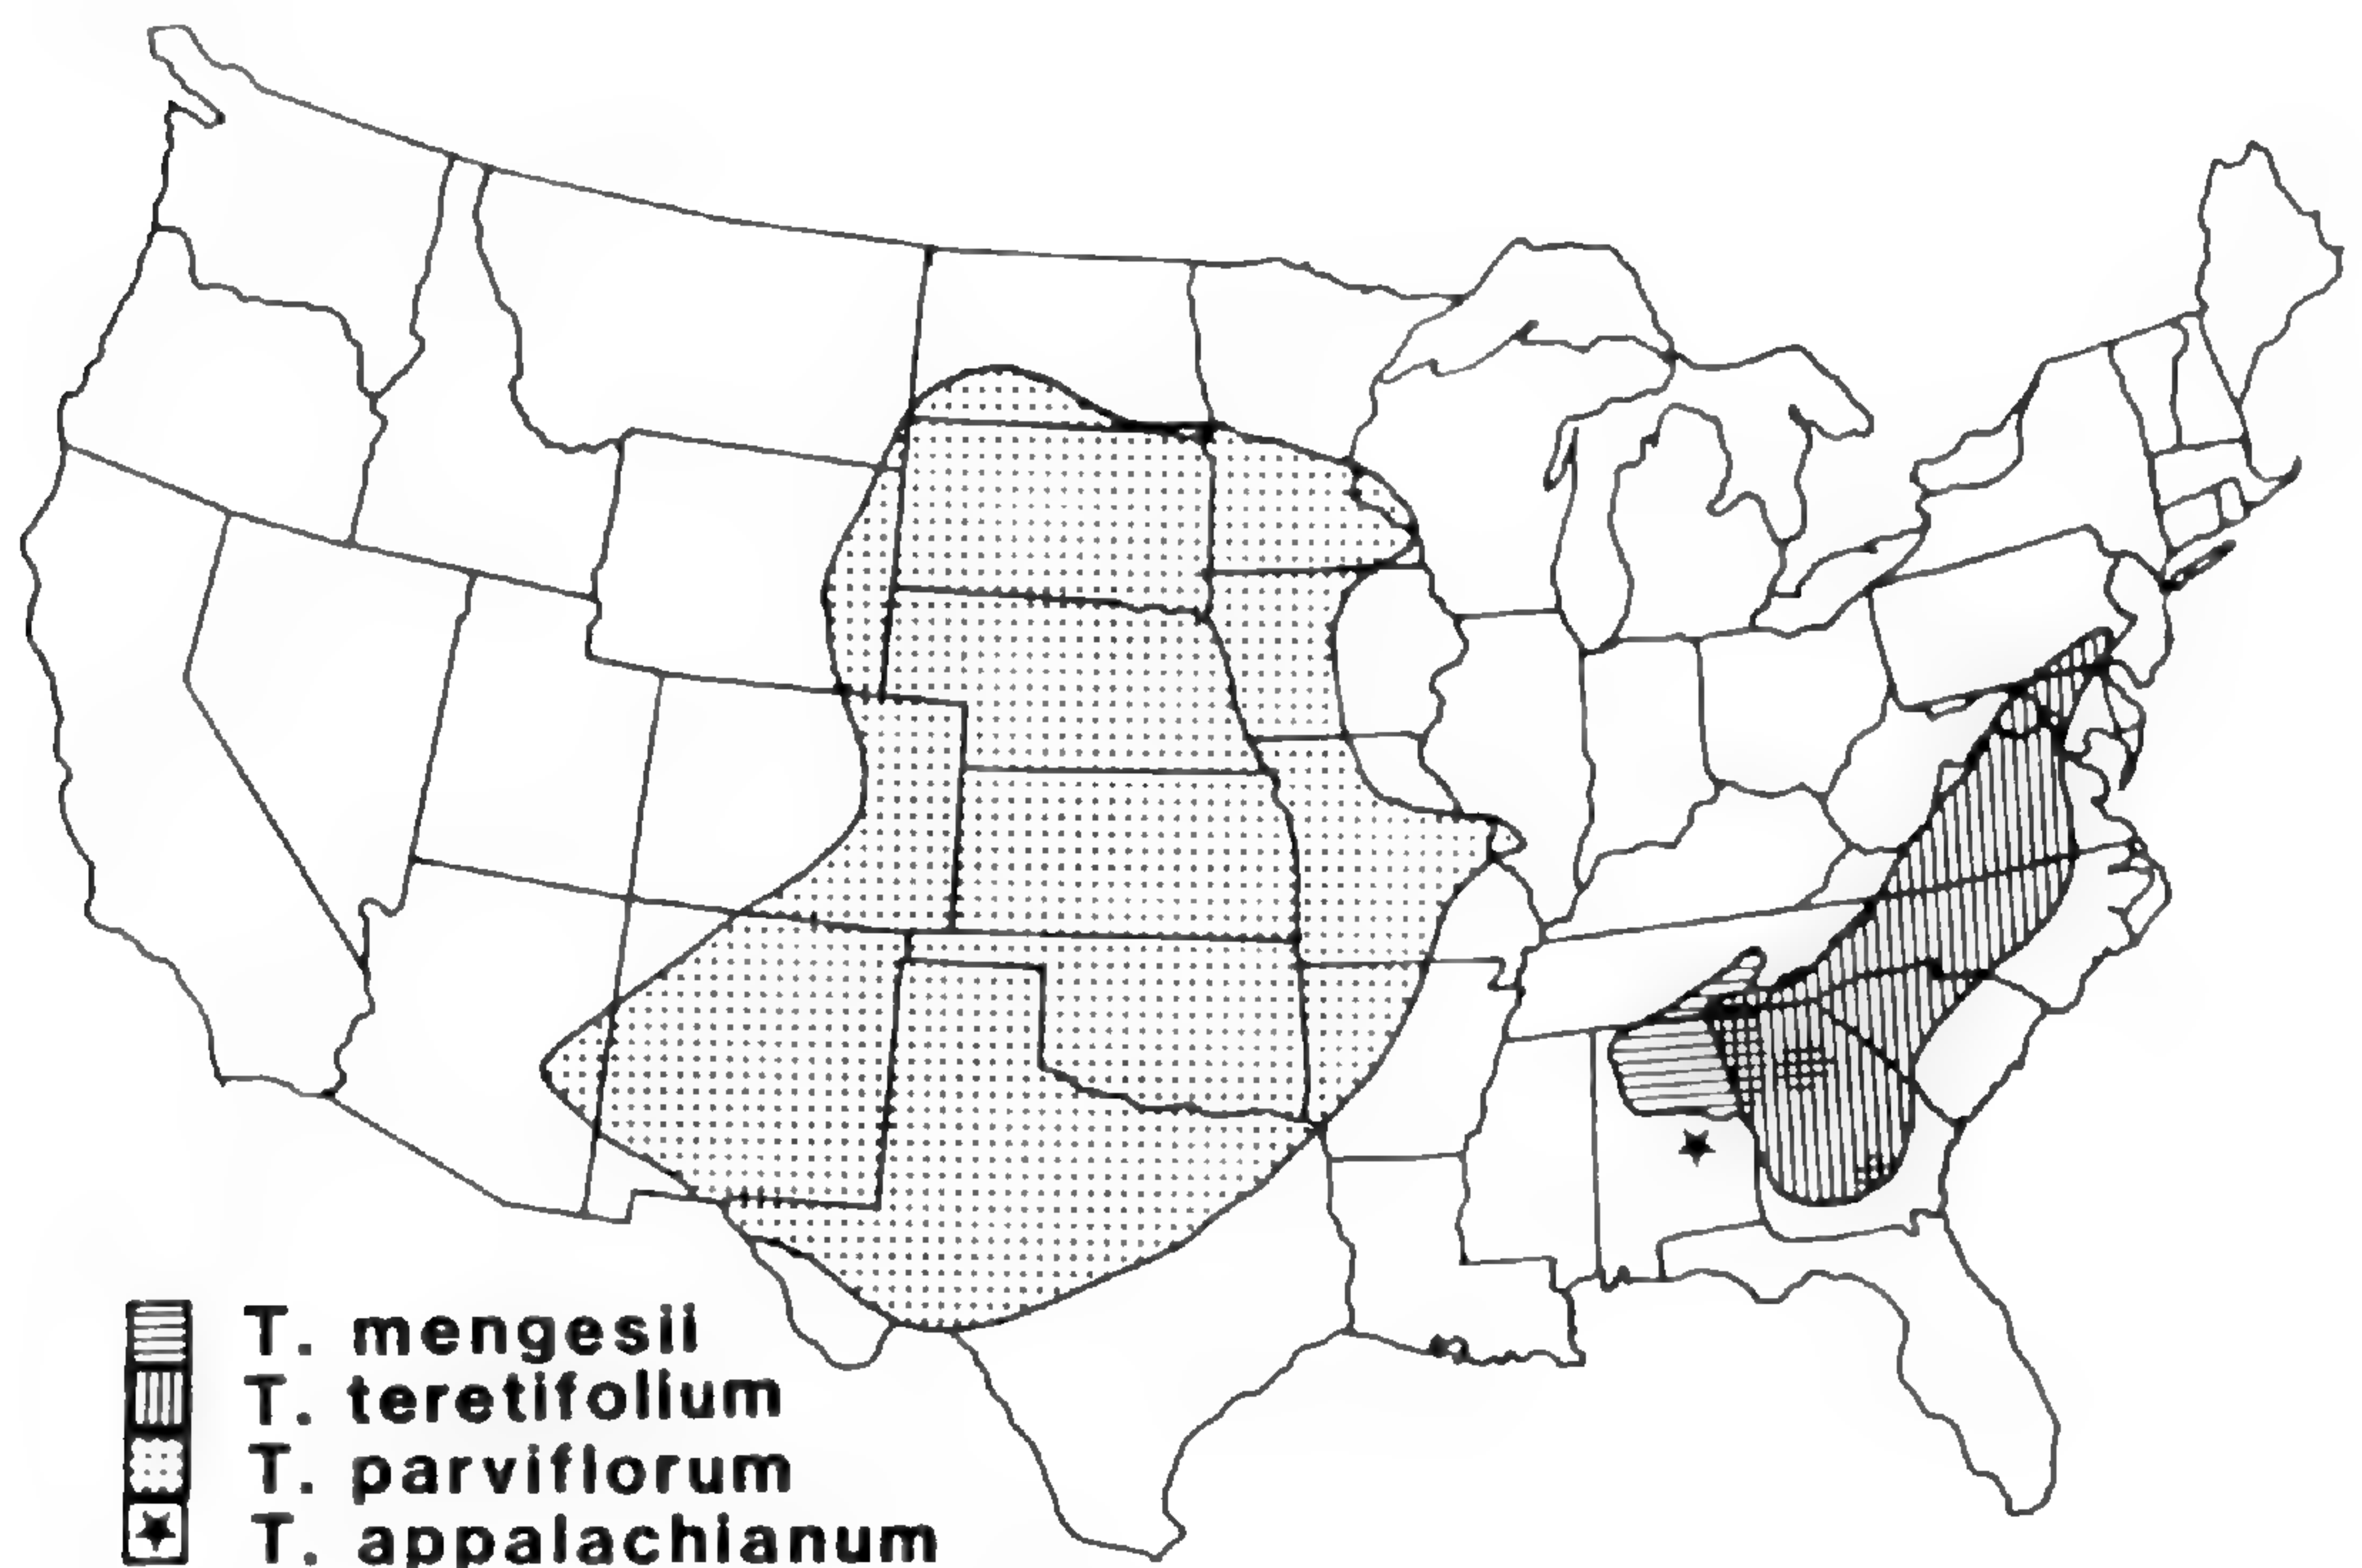 T. mengesii
T. teretifolium
T. parviflorum
T. appalachianum